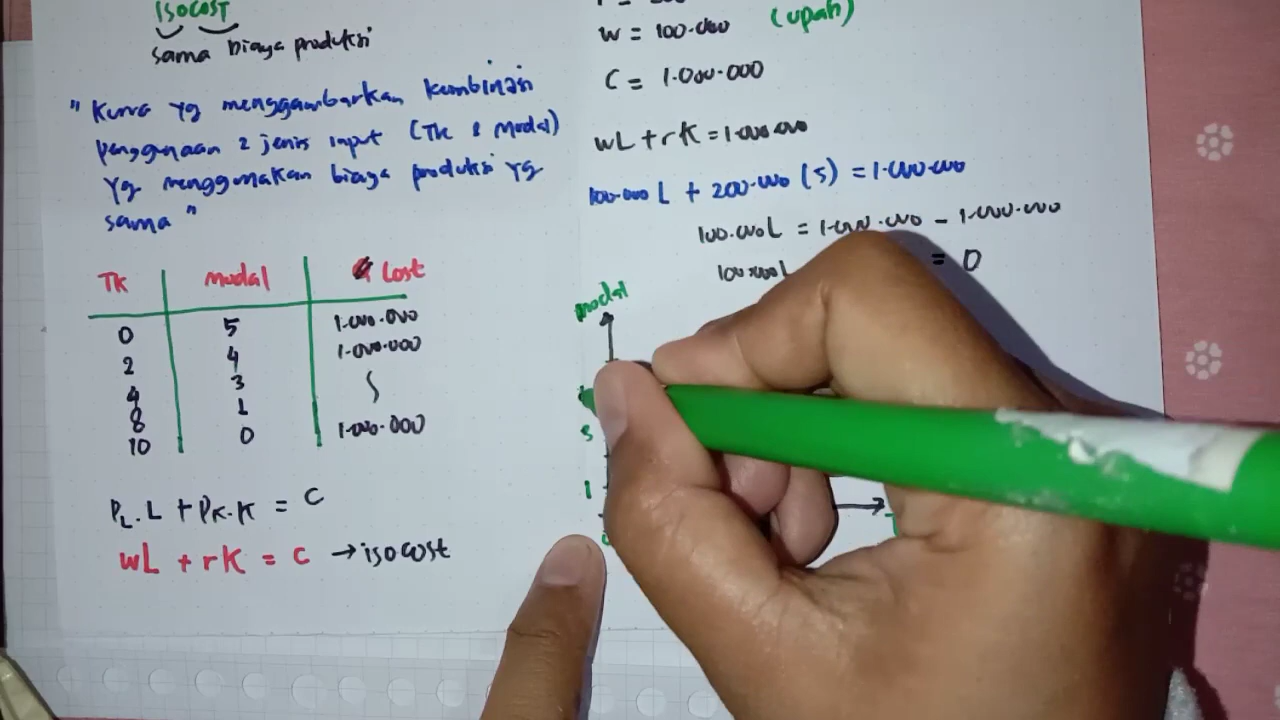 ISOCOST
sama biaya produksi
"Kurva yg menggambarkan kombinasi
penggunaan 2 jenis input (TK & Modal)
yg menggunakan biaya produksi yg
sama"
TK modal Cost
0 5 1.000.000
2 4 1.000.000
4 3
8 1
10 0 1.000.000
PL.L + PK.K = C
wL + rK = C → isocost
w = 100.000 (upah)
C = 1.000.000
wL + rK = 1.000.000
100.000 L + 200.000 (5) = 1.000.000
100.000L = 1.000.000 - 1.000.000
100.000L = 0
modal
3
1
0